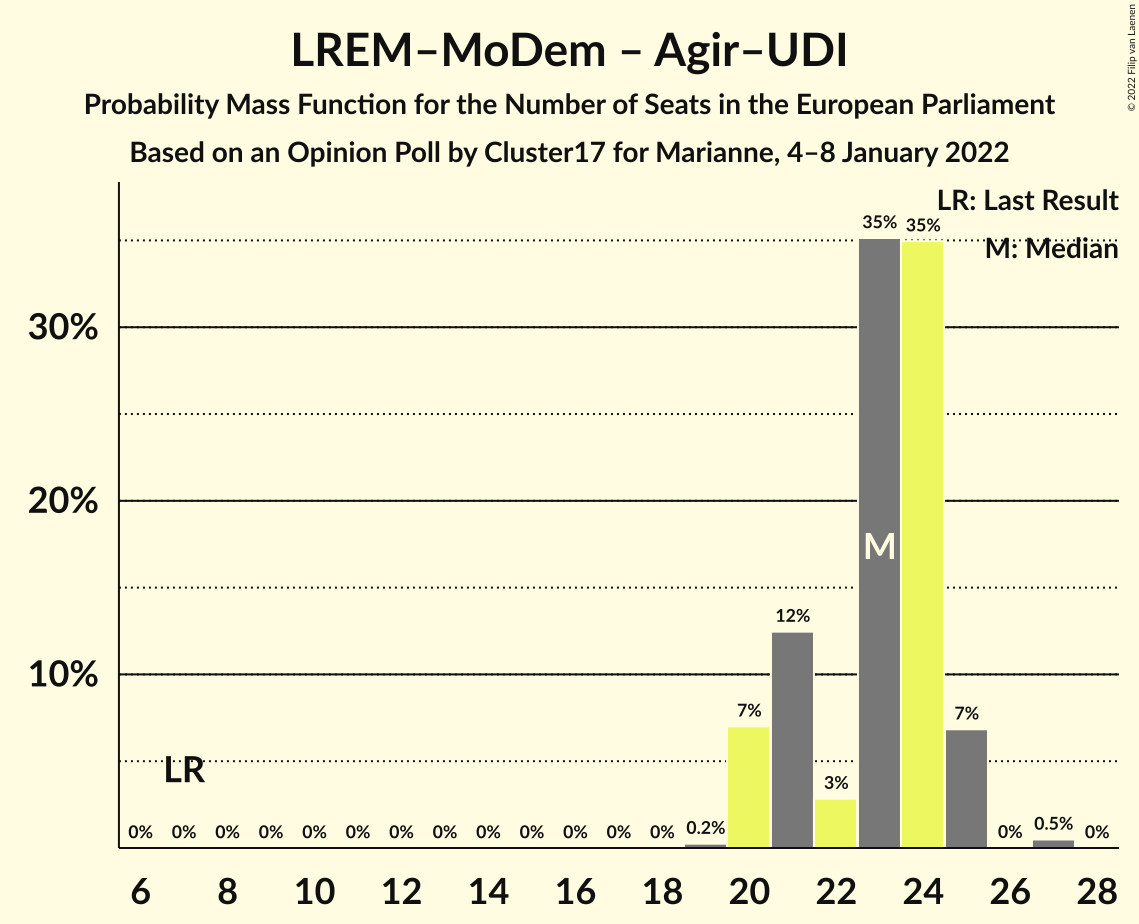 LREM–MoDem – Agir–UDI
Probability Mass Function for the Number of Seats in the European Parliament
Based on an Opinion Poll by Cluster17 for Marianne, 4–8 January 2022
© 2022 Filip van Laenen
LR: Last Result
M: Median
35% 35%
30%
20%
M
12%
10%
7% 7%
LR
3%
0% 0% 0% 0% 0% 0% 0% 0% 0% 0% 0% 0% 0% 0.2% 0% 0.5% 0%
6 8 10 12 14 16 18 20 22 24 26 28